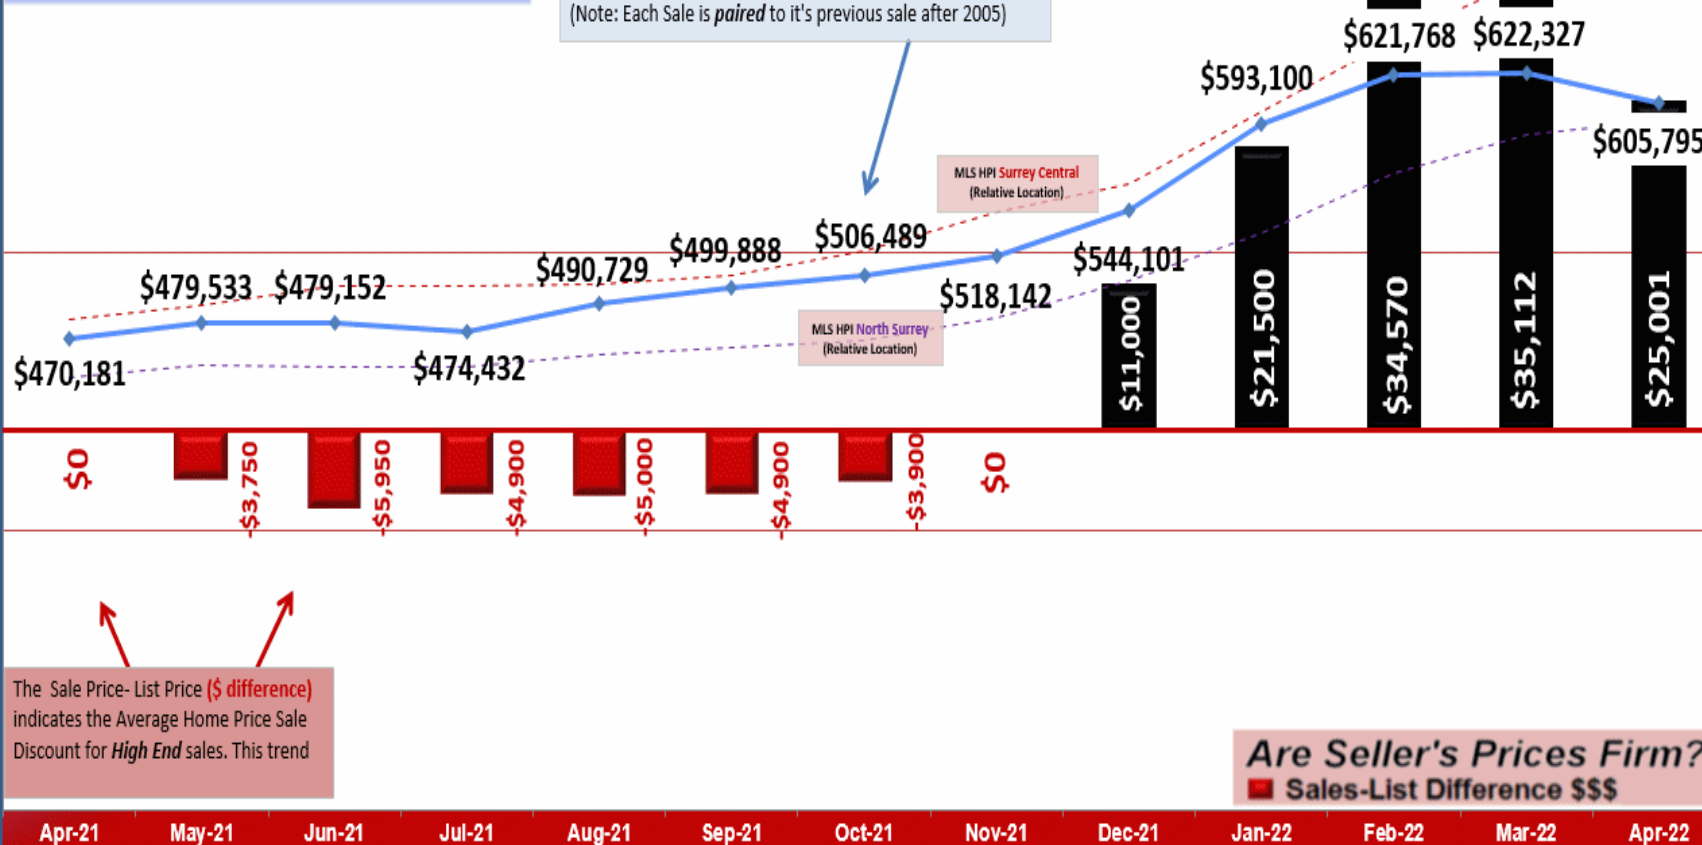 (Note: Each Sale is paired to it's previous sale after 2005)
$621,768 $622,327
$593,100
$605,795
MLS HPI Surrey Central
(Relative Location)
$506,489
$499,888
$490,729
$479,533 $479,152
$544,101
$518,142
MLS HPI North Surrey
(Relative Location)
$470,181
$474,432
$11,000
$21,500
$34,570
$35,112
$25,001
$0
-$3,750
-$5,950
-$4,900
-$5,000
-$4,900
-$3,900
$0
The Sale Price- List Price ($ difference)
indicates the Average Home Price Sale
Discount for High End sales. This trend
Are Seller's Prices Firm?
Sales-List Difference $$$
Apr-21 May-21 Jun-21 Jul-21 Aug-21 Sep-21 Oct-21 Nov-21 Dec-21 Jan-22 Feb-22 Mar-22 Apr-22